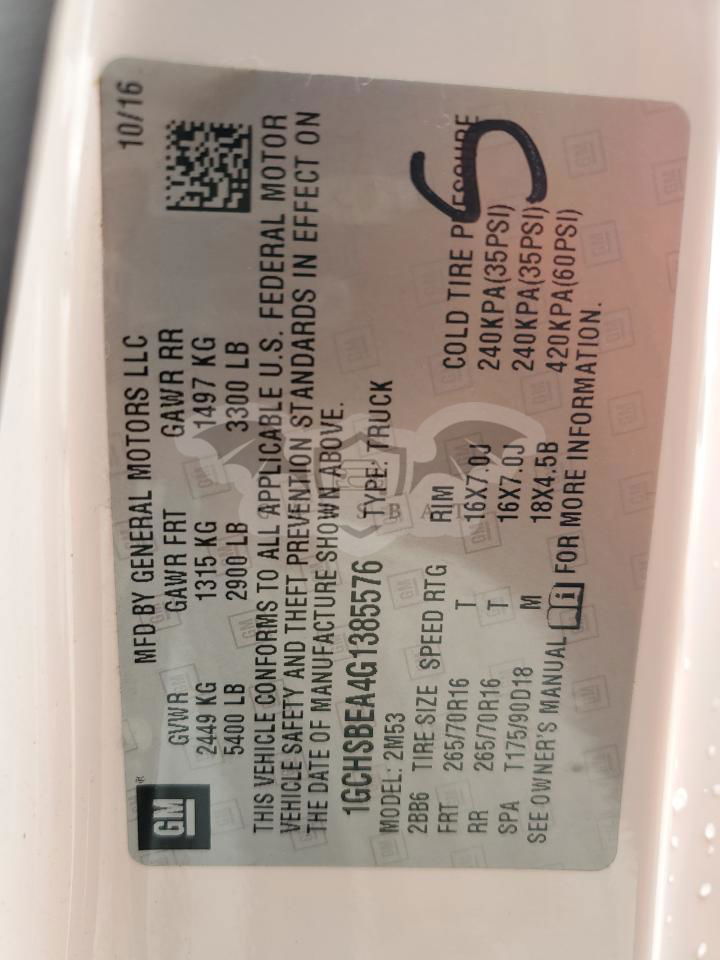 10/16
MFD BY GENERAL MOTORS LLC
GM®
GVWR GAWR FRT GAWR RR
2449 KG 1315 KG 1497 KG
5400 LB 2900 LB 3300 LB
THIS VEHICLE CONFORMS TO ALL APPLICABLE U.S. FEDERAL MOTOR
VEHICLE SAFETY AND THEFT PREVENTION STANDARDS IN EFFECT ON
THE DATE OF MANUFACTURE SHOWN ABOVE.
1GCHSBEA4G1385576 TYPE: TRUCK
MODEL: 2M53
2BB6 TIRE SIZE SPEED RTG RIM COLD TIRE PRESSURE
FRT 265/70R16 T 16X7.0J 240KPA(35PSI)
RR 265/70R16 T 16X7.0J 240KPA(35PSI)
SPA T175/90D18 M 18X4.5B 420KPA(60PSI)
SEE OWNER'S MANUAL i FOR MORE INFORMATION.
5